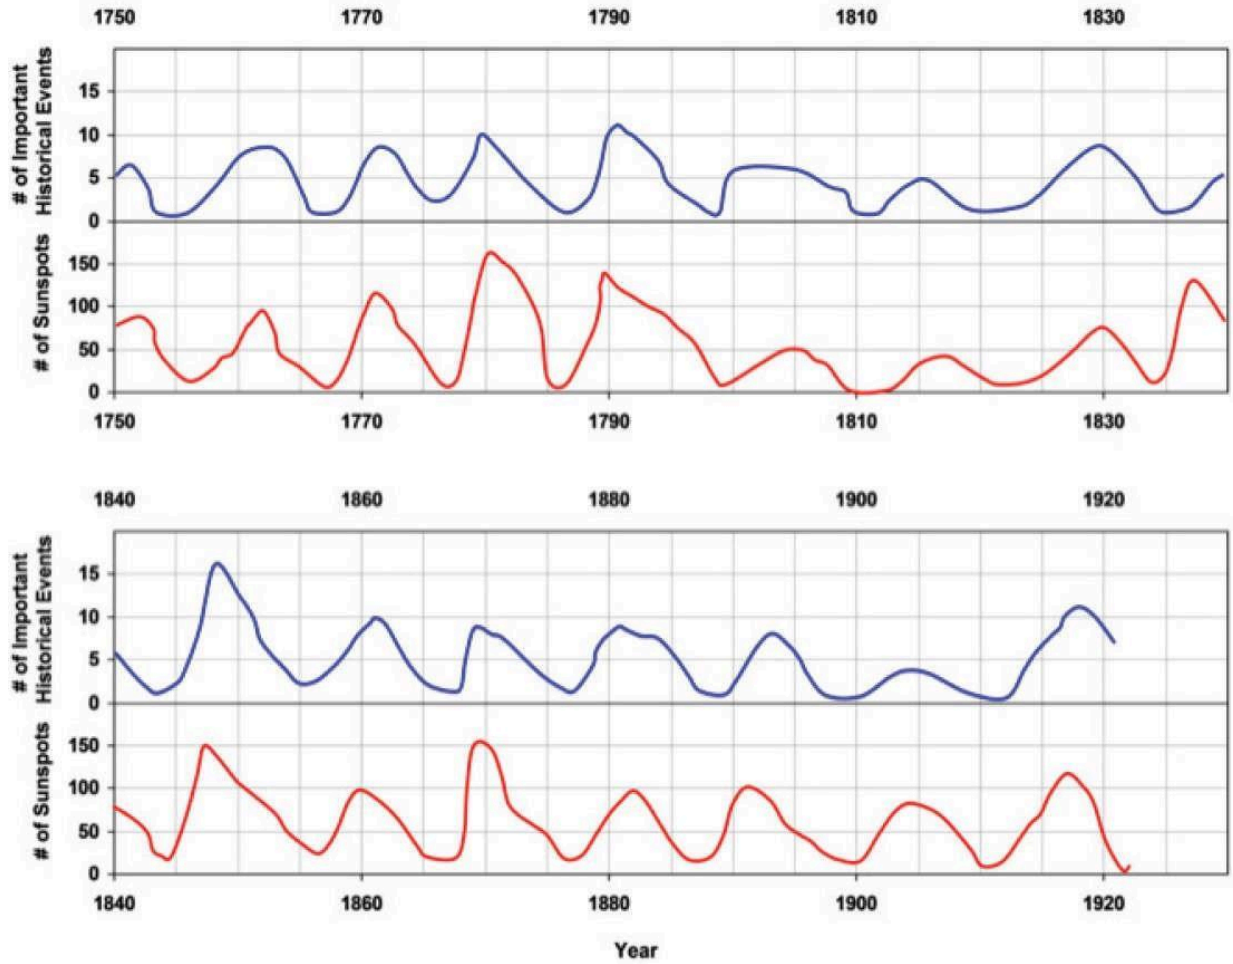 1750 1770 1790 1810 1830
# of Important
Historical Events
15
10
5
0
# of Sunspots
150
100
50
0
1750 1770 1790 1810 1830
1840 1860 1880 1900 1920
# of Important
Historical Events
15
10
5
0
# of Sunspots
150
100
50
0
1840 1860 1880 1900 1920
Year